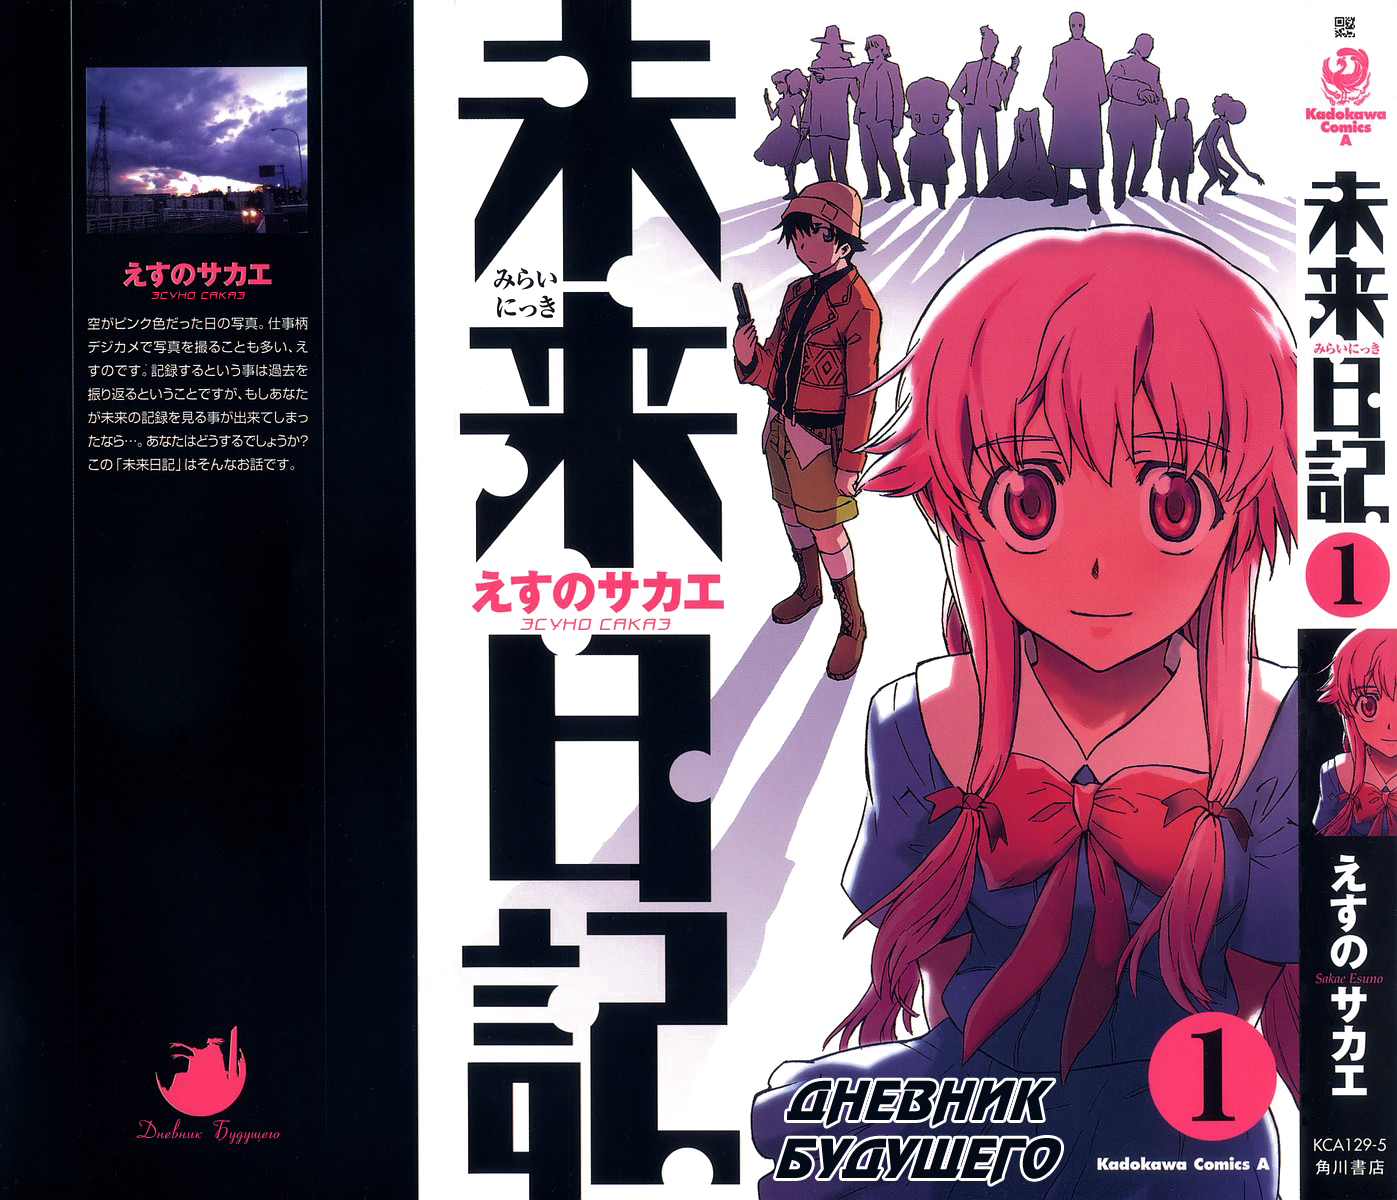 えすのサカエ
ЭСУНО САКАЭ
空がピンク色だった日の写真。仕事柄
デジカメで写真を撮ることも多い、え
すのです。記録するという事は過去を
振り返るということですが、もしあなた
が未来の記録を見る事が出来てしまっ
たなら…。あなたはどうするでしょうか?
この「未来日記」はそんなお話です。
Дневник Будущего
未来日記
みらい
にっき
えすのサカエ
ЭСУНО САКАЭ
ДНЕВНИК
БУДУЩЕГО
1
Kadokawa Comics A
Kadokawa
Comics
A
未来日記
みらいにっき
1
えすのサカエ
Sakae Esuno
KCA129-5
角川書店